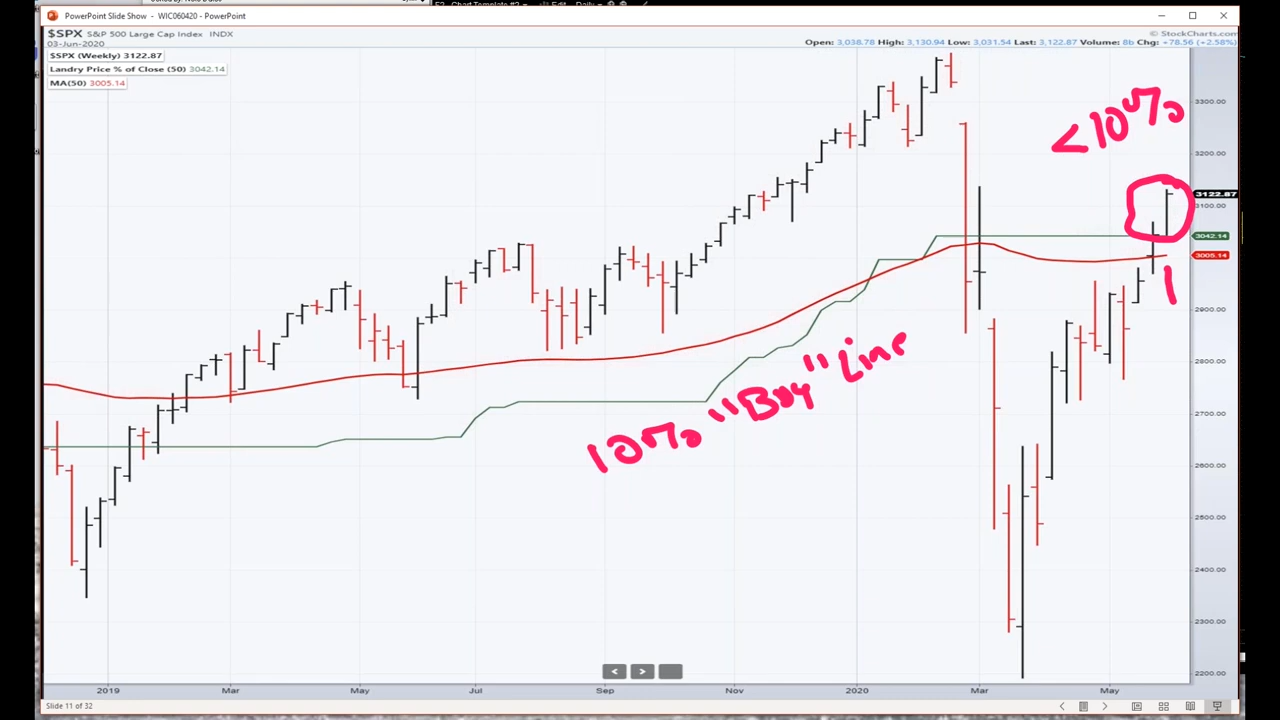 PowerPoint Slide Show - WIC060420 - PowerPoint
$SPX S&P 500 Large Cap Index INDX
© StockCharts.com
03-Jun-2020
Open: 3,038.78 High: 3,130.94 Low: 3,031.54 Last: 3,122.87 Volume: 8b Chg: +78.56 (+2.58%)
$SPX (Weekly) 3122.87
Landry Price % of Close (50) 3042.14
MA(50) 3005.14
3300.00
<10%
3200.00
3122.87
3100.00
3042.14
3005.14
2900.00
2800.00
2700.00
10% "Buy" Line
2600.00
2500.00
2400.00
2300.00
2200.00
2019 Mar May Jul Sep Nov 2020 Mar May
Slide 11 of 32